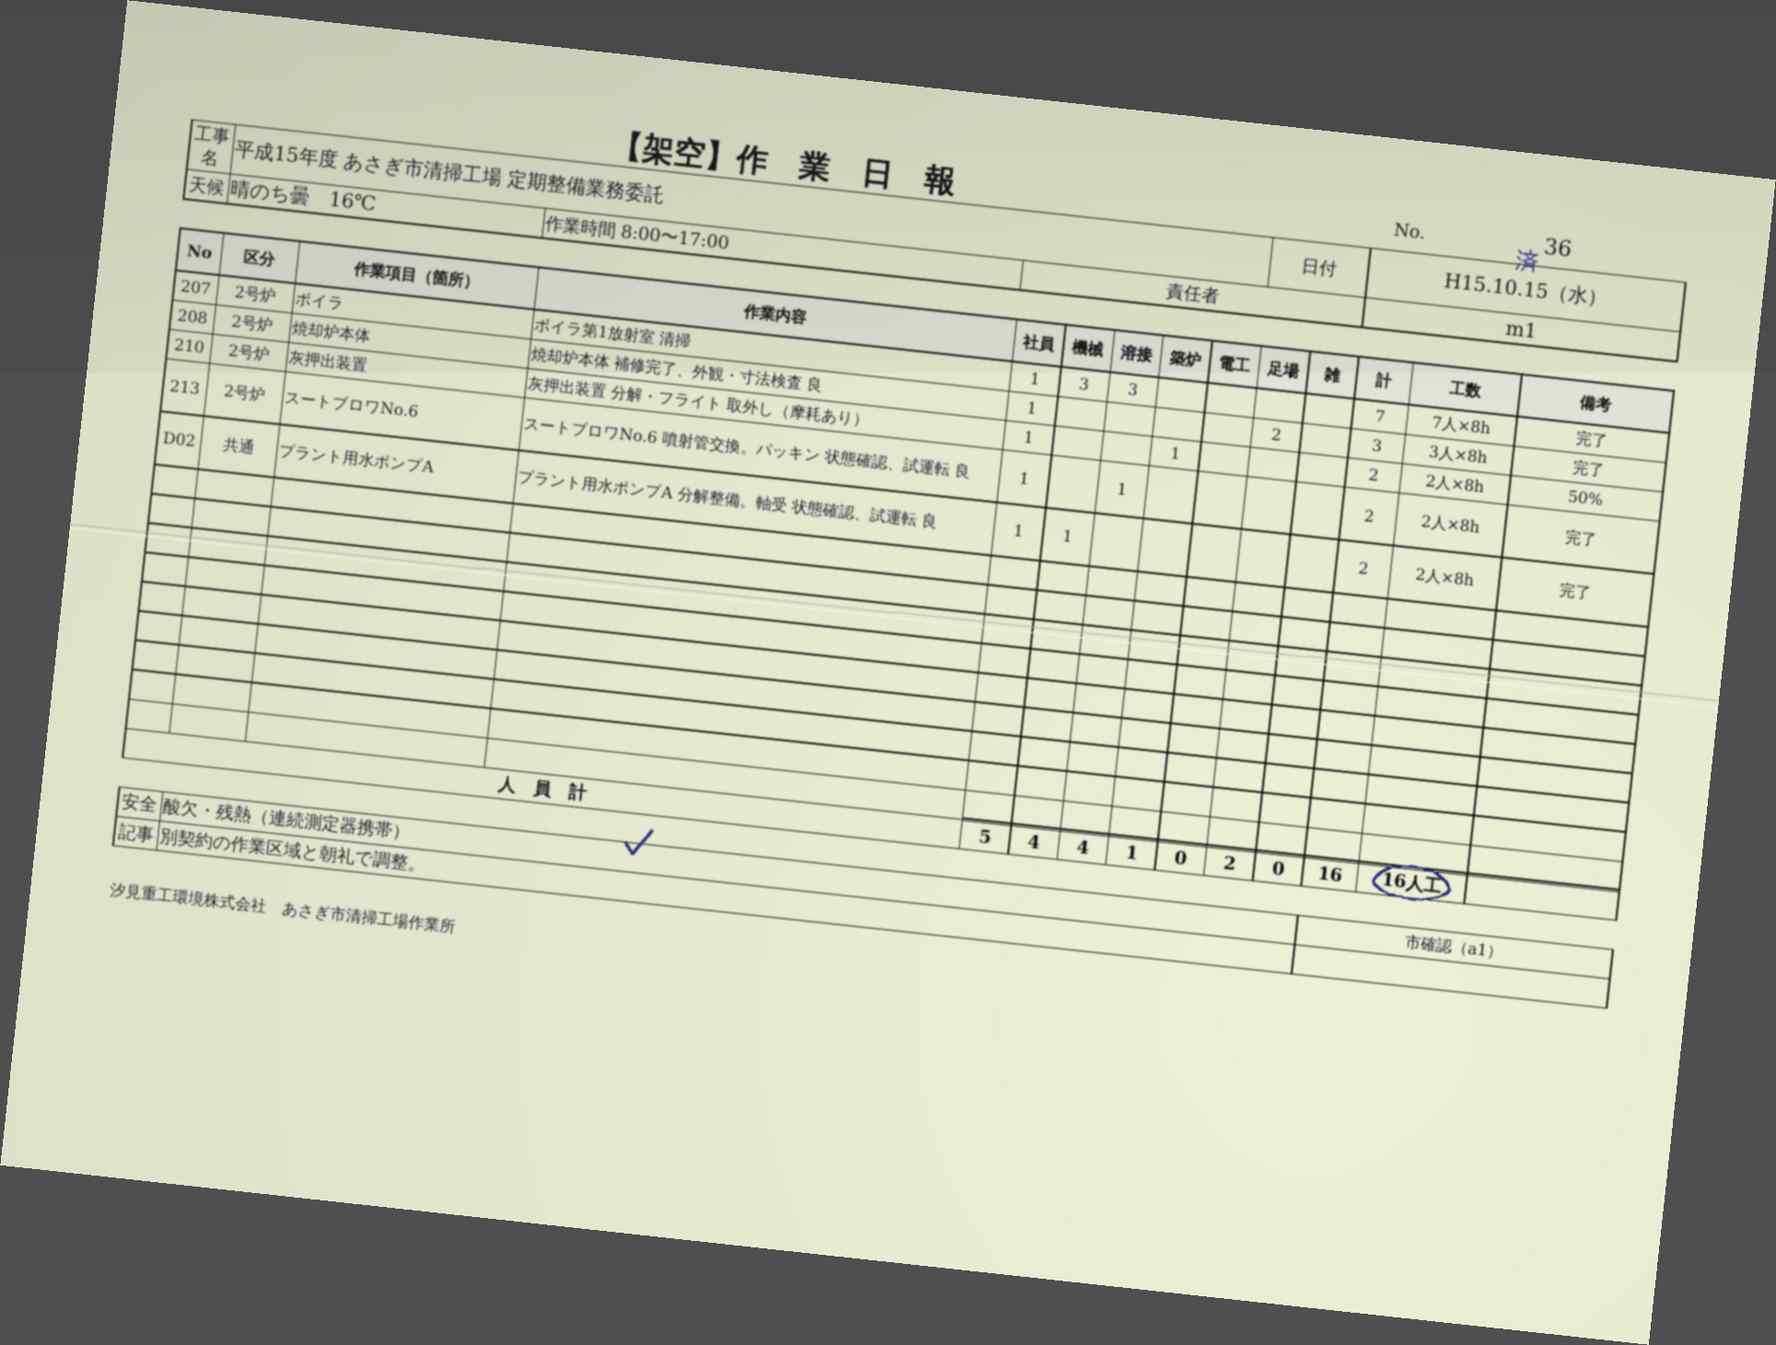 【架空】作 業 日 報
No. 36
工事名 平成15年度 あさぎ市清掃工場 定期整備業務委託 日付 H15.10.15（水）
済
天候 晴のち曇 16℃ 作業時間 8:00〜17:00 責任者 m1
No 区分 作業項目（箇所） 作業内容 社員 機械 溶接 築炉 電工 足場 雑 計 工数 備考
207 2号炉 ボイラ ボイラ第1放射室 清掃 1 3 3 7 7人×8h 完了
208 2号炉 焼却炉本体 焼却炉本体 補修完了、外観・寸法検査 良 1 2 3 3人×8h 完了
210 2号炉 灰押出装置 灰押出装置 分解・フライト 取外し（摩耗あり） 1 1 2 2人×8h 50%
213 2号炉 スートブロワNo.6 スートブロワNo.6 噴射管交換。パッキン 状態確認、試運転 良 1 1 2 2人×8h 完了
D02 共通 プラント用水ポンプA プラント用水ポンプA 分解整備。軸受 状態確認、試運転 良 1 1 2 2人×8h 完了
人 員 計 5 4 4 1 0 2 0 16 16人工
安全 酸欠・残熱（連続測定器携帯） 市確認（a1）
記事 別契約の作業区域と朝礼で調整。
汐見重工環境株式会社 あさぎ市清掃工場作業所